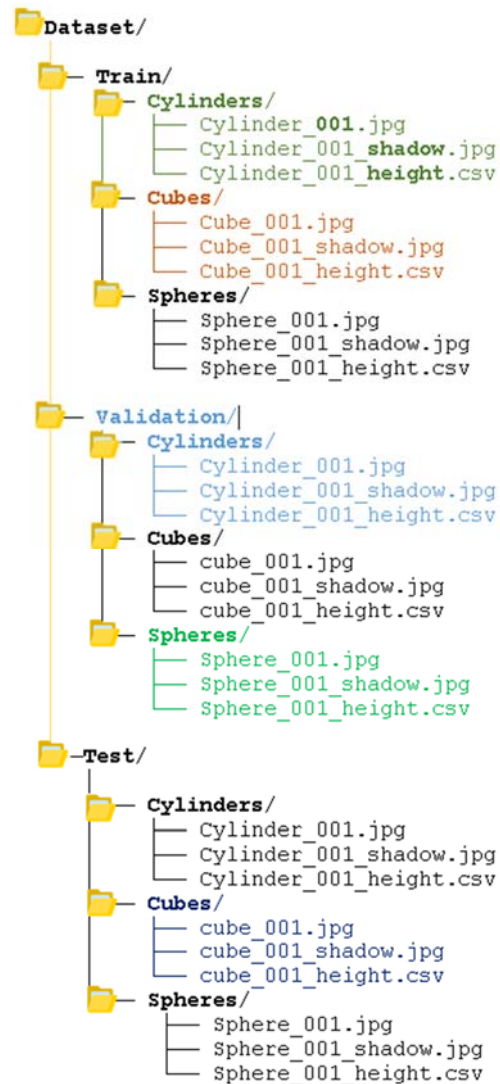 Dataset/
Train/
Cylinders/
Cylinder_001.jpg
Cylinder_001_shadow.jpg
Cylinder_001_height.csv
Cubes/
Cube_001.jpg
Cube_001_shadow.jpg
Cube_001_height.csv
Spheres/
Sphere_001.jpg
Sphere_001_shadow.jpg
Sphere_001_height.csv
Validation/
Cylinders/
Cylinder_001.jpg
Cylinder_001_shadow.jpg
Cylinder_001_height.csv
Cubes/
cube_001.jpg
cube_001_shadow.jpg
cube_001_height.csv
Spheres/
Sphere_001.jpg
Sphere_001_shadow.jpg
Sphere_001_height.csv
Test/
Cylinders/
Cylinder_001.jpg
Cylinder_001_shadow.jpg
Cylinder_001_height.csv
Cubes/
cube_001.jpg
cube_001_shadow.jpg
cube_001_height.csv
Spheres/
Sphere_001.jpg
Sphere_001_shadow.jpg
Sphere_001_height.csv